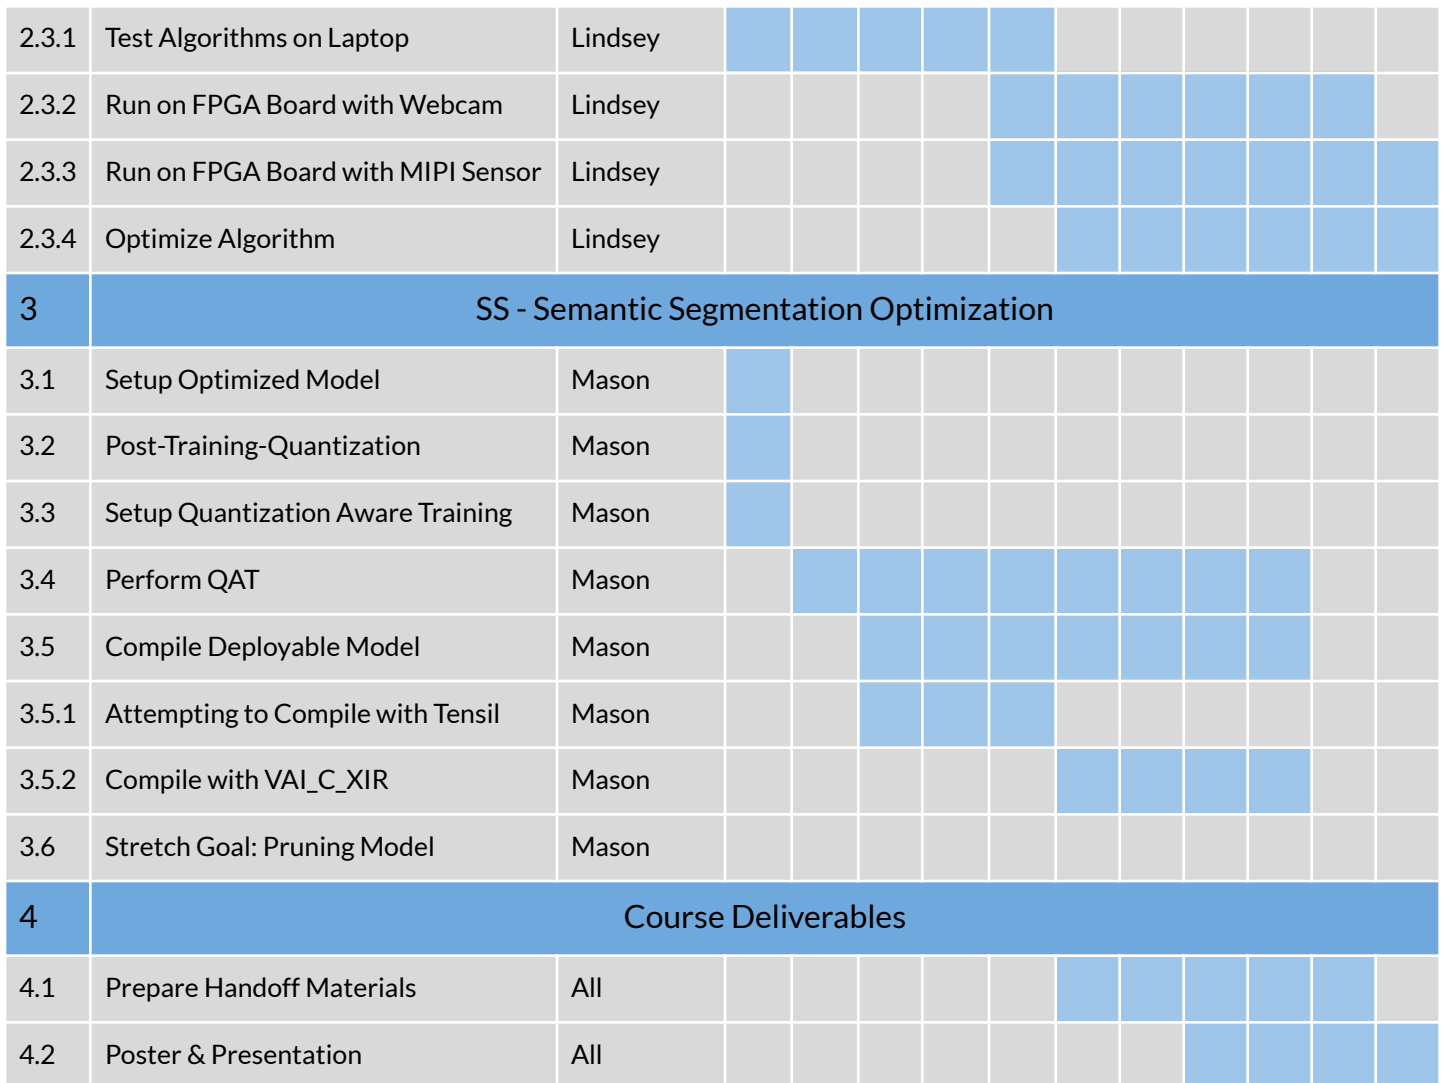 2.3.1 Test Algorithms on Laptop Lindsey
2.3.2 Run on FPGA Board with Webcam Lindsey
2.3.3 Run on FPGA Board with MIPI Sensor Lindsey
2.3.4 Optimize Algorithm Lindsey
3 SS - Semantic Segmentation Optimization
3.1 Setup Optimized Model Mason
3.2 Post-Training-Quantization Mason
3.3 Setup Quantization Aware Training Mason
3.4 Perform QAT Mason
3.5 Compile Deployable Model Mason
3.5.1 Attempting to Compile with Tensil Mason
3.5.2 Compile with VAI_C_XIR Mason
3.6 Stretch Goal: Pruning Model Mason
4 Course Deliverables
4.1 Prepare Handoff Materials All
4.2 Poster & Presentation All